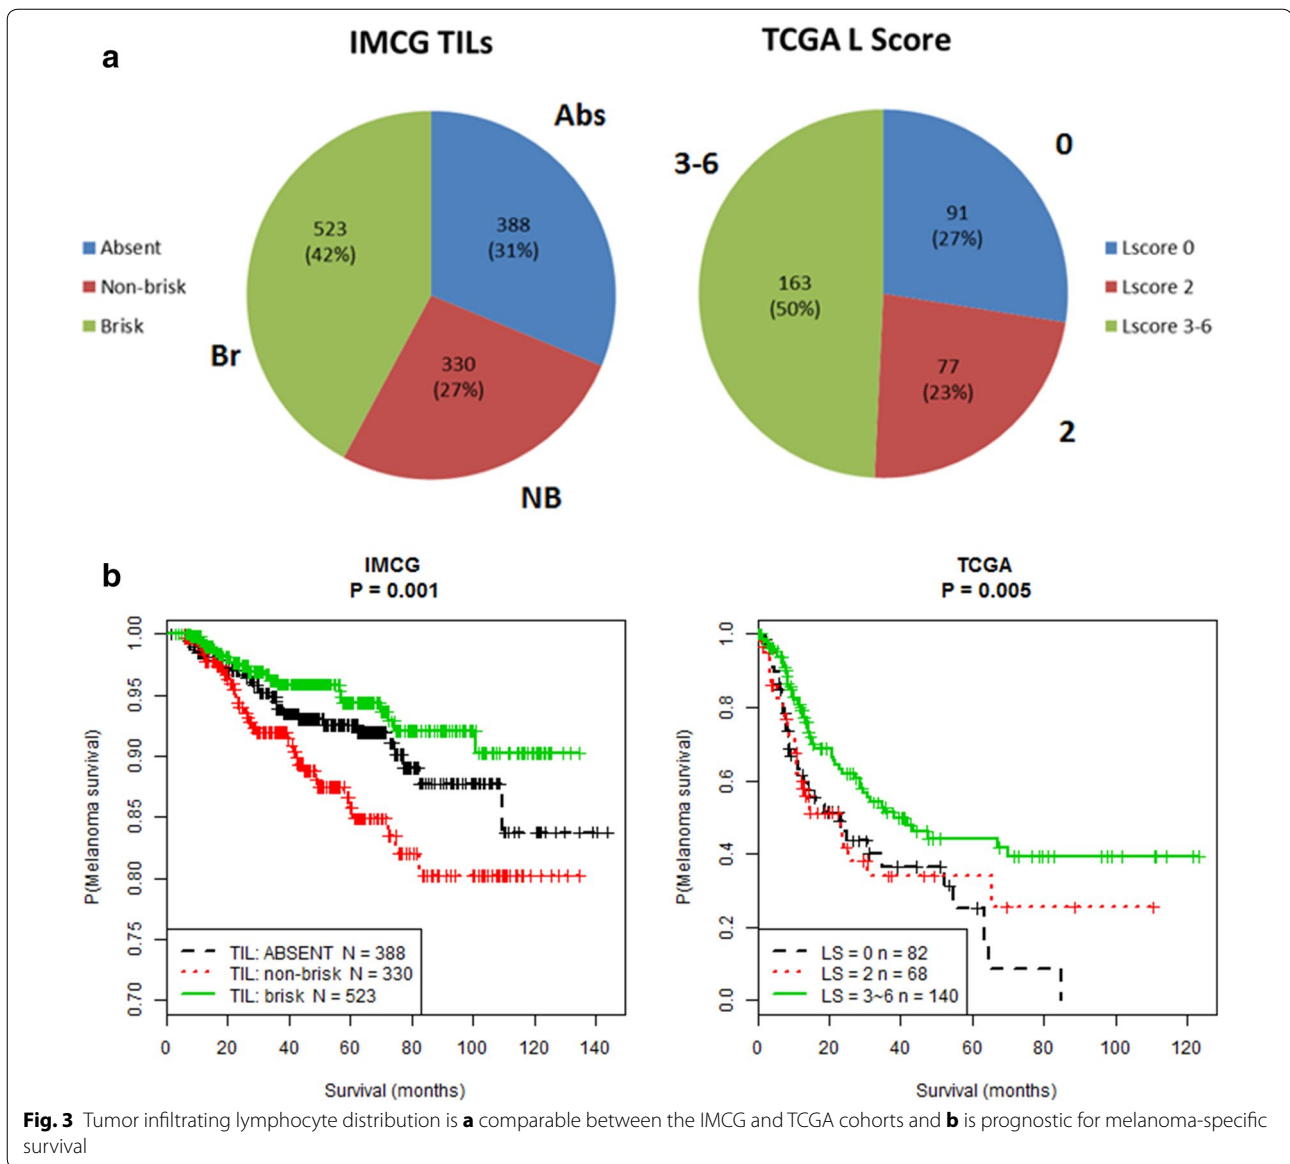 a
IMCG TILs
TCGA L Score
Abs
0
3-6
523
(42%)
388
(31%)
91
(27%)
Absent
Non-brisk
Brisk
Lscore 0
Lscore 2
Lscore 3-6
163
(50%)
Br
330
(27%)
77
(23%)
2
NB
b
IMCG
P = 0.001
P(Melanoma survival)
1.00
0.95
0.90
0.85
0.80
0.75
0.70
TIL: ABSENT N = 388
TIL: non-brisk N = 330
TIL: brisk N = 523
0 20 40 60 80 100 120 140
Survival (months)
TCGA
P = 0.005
P(Melanoma survival)
1.0
0.8
0.6
0.4
0.2
0.0
LS = 0 n = 82
LS = 2 n = 68
LS = 3~6 n = 140
0 20 40 60 80 100 120
Survival (months)
Fig. 3 Tumor infiltrating lymphocyte distribution is a comparable between the IMCG and TCGA cohorts and b is prognostic for melanoma-specific
survival